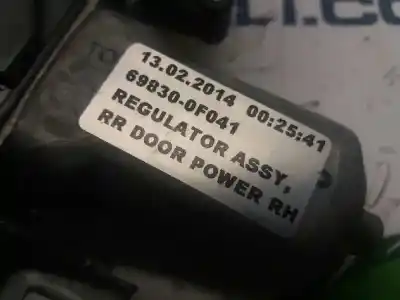 13.02.2014 00:25:41
69830-0F041
REGULATOR ASSY,
RR DOOR POWER RH